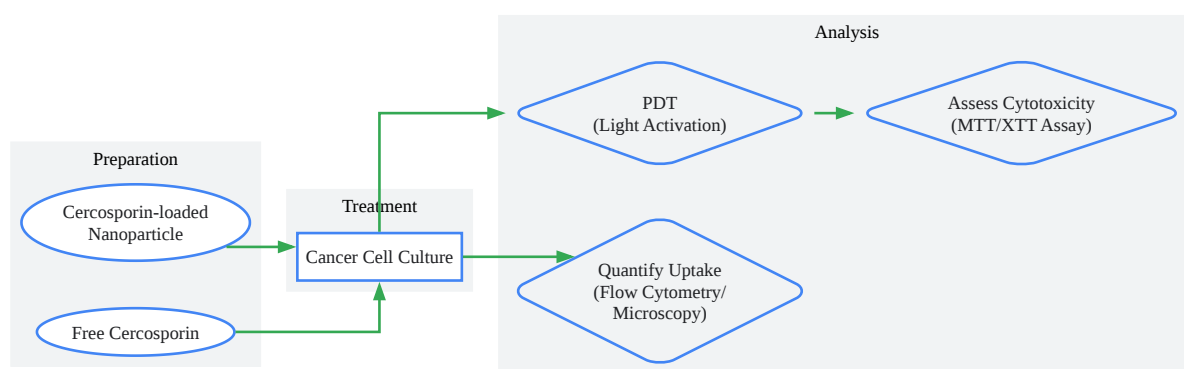 Preparation
Cercosporin-loaded
Nanoparticle
Free Cercosporin
Treatment
Cancer Cell Culture
Analysis
PDT
(Light Activation)
Assess Cytotoxicity
(MTT/XTT Assay)
Quantify Uptake
(Flow Cytometry/
Microscopy)